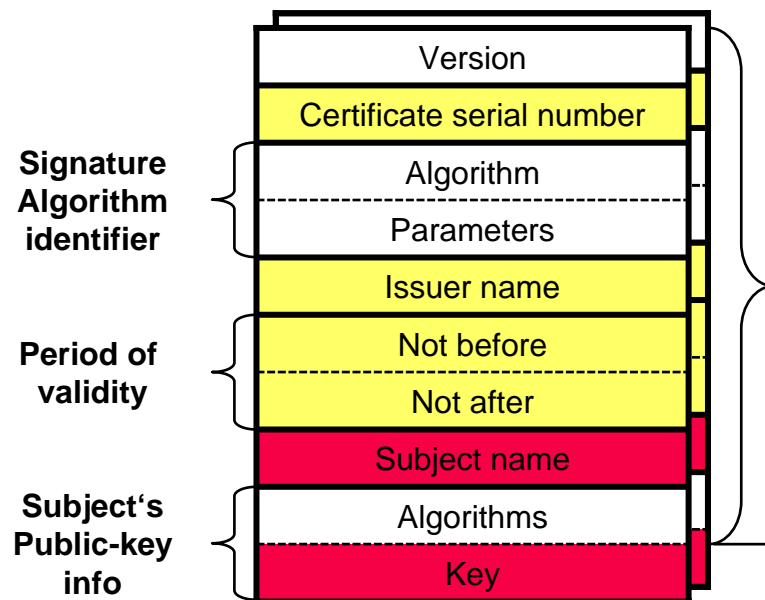 Version
Certificate serial number
Signature
Algorithm
identifier
Algorithm
Parameters
Issuer name
Period of
validity
Not before
Not after
Subject name
Subject‘s
Public-key
info
Algorithms
Key